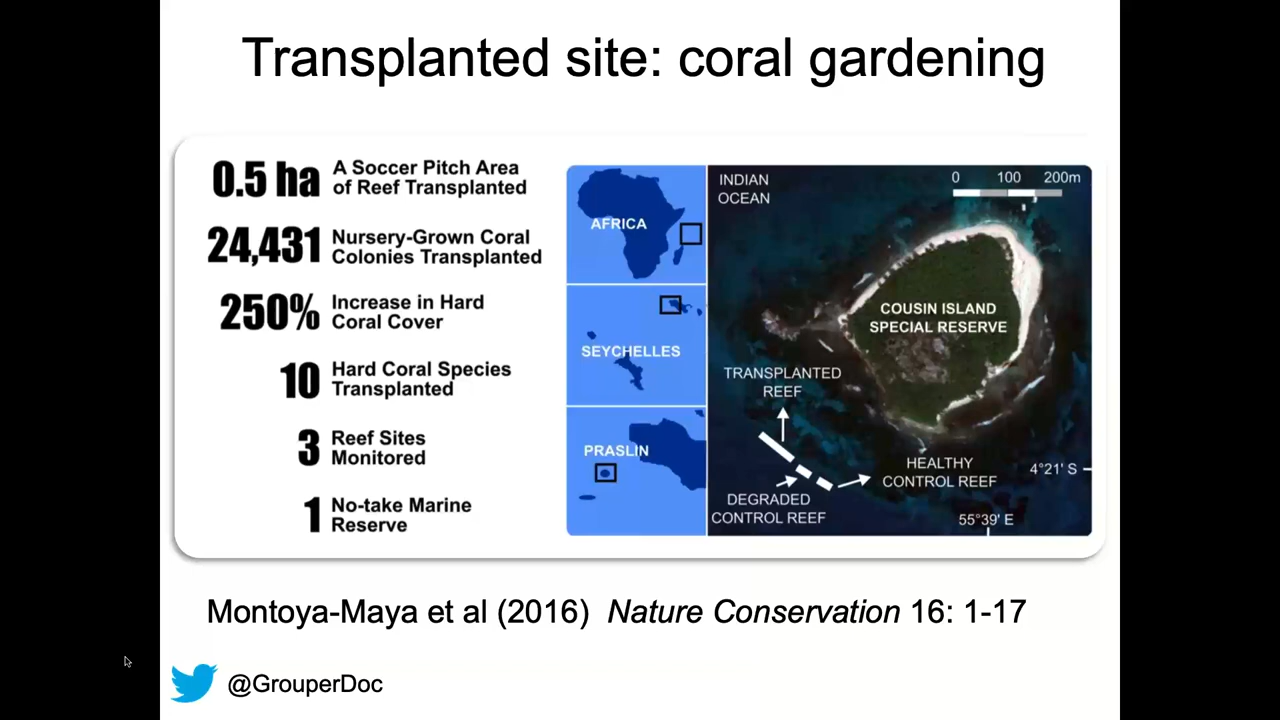 Transplanted site: coral gardening
0.5 ha
A Soccer Pitch Area
of Reef Transplanted
24,431
Nursery-Grown Coral
Colonies Transplanted
250%
Increase in Hard
Coral Cover
10
Hard Coral Species
Transplanted
3
Reef Sites
Monitored
1
No-take Marine
Reserve
AFRICA
SEYCHELLES
PRASLIN
INDIAN
OCEAN
0 100 200m
COUSIN ISLAND
SPECIAL RESERVE
TRANSPLANTED
REEF
HEALTHY
CONTROL REEF
4°21' S
DEGRADED
CONTROL REEF
55°39' E
Montoya-Maya et al (2016) Nature Conservation 16: 1-17
@GrouperDoc